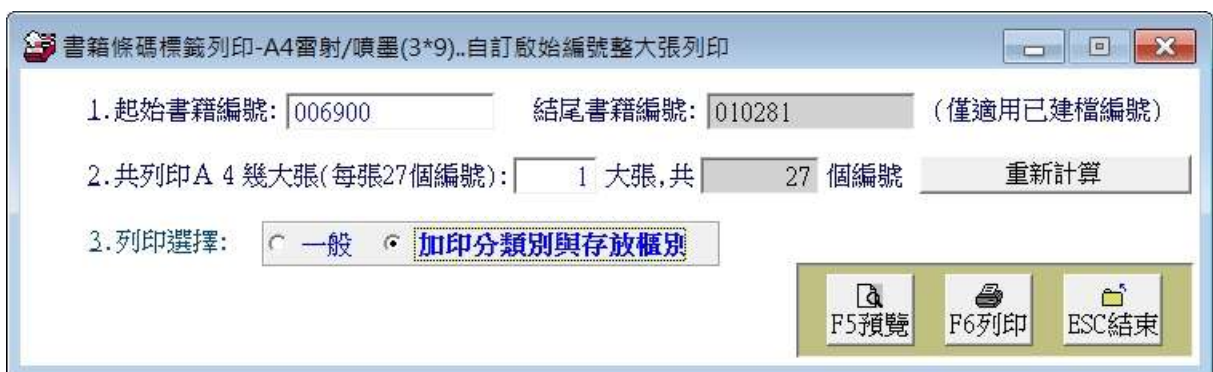 書籍條碼標籤列印-A4雷射/噴墨(3*9)..自訂啟始編號整大張列印
1.起始書籍編號: 006900 結尾書籍編號: 010281 (僅適用已建檔編號)
2.共列印A 4 幾大張(每張27個編號): 1 大張,共 27 個編號 重新計算
3.列印選擇: 一般 加印分類別與存放櫃別
F5預覽 F6列印 ESC結束